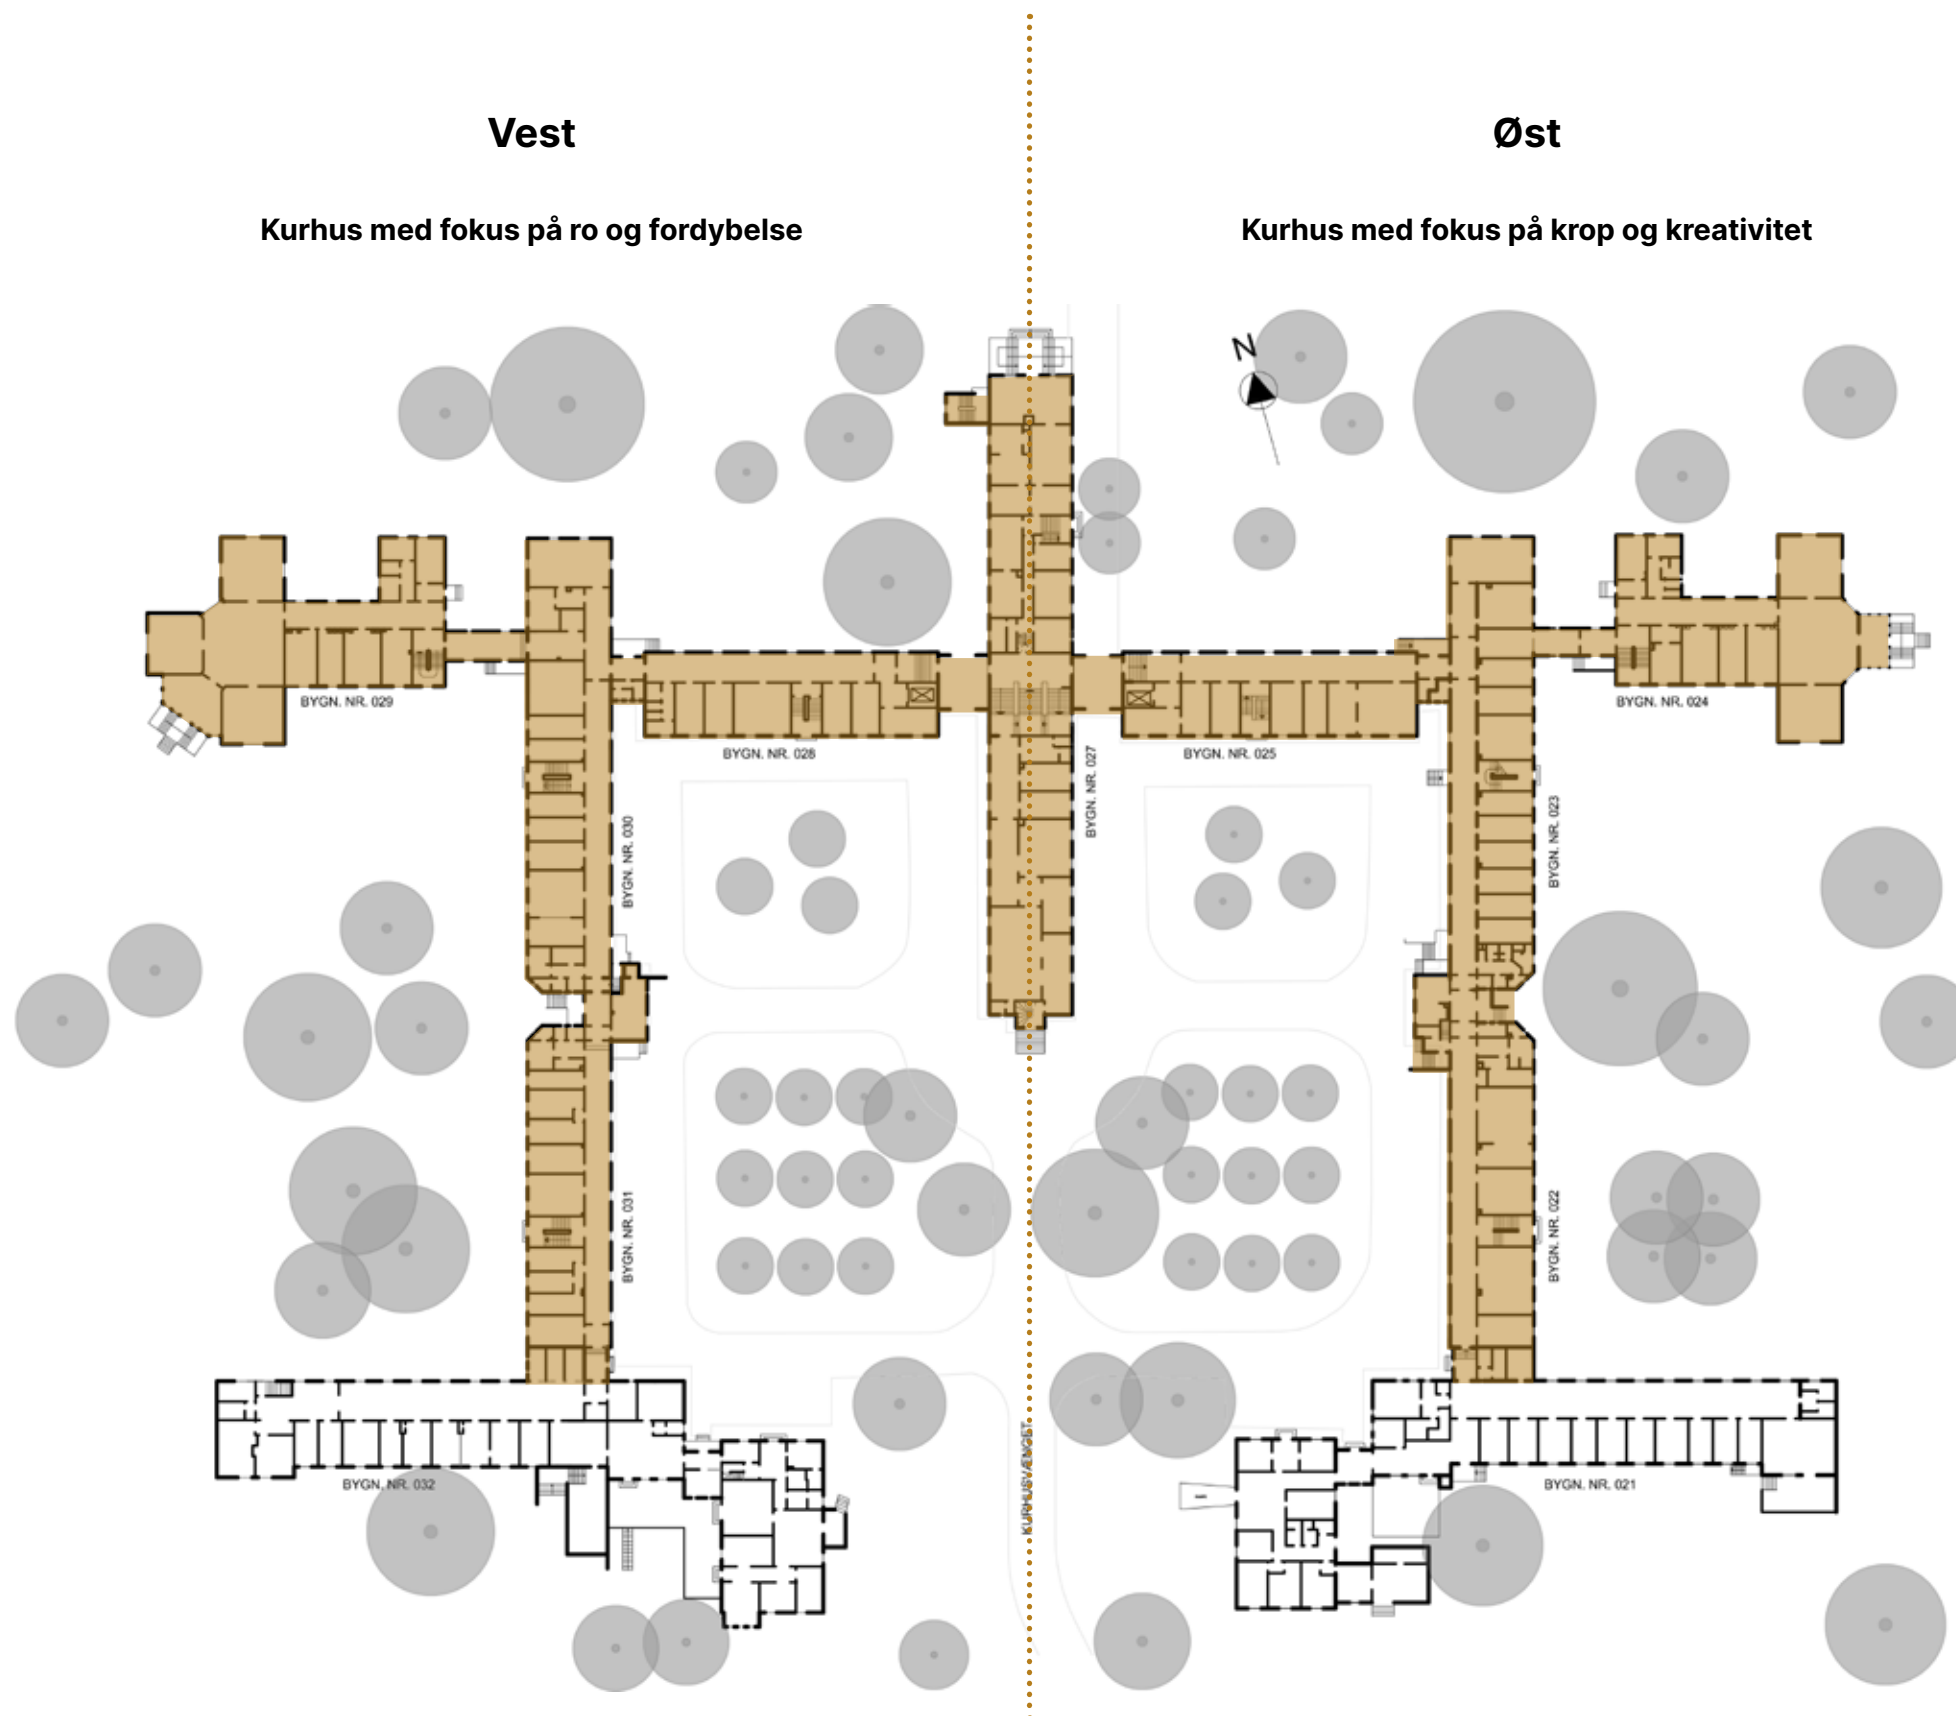 Vest
Øst
Kurhus med fokus på ro og fordybelse
Kurhus med fokus på krop og kreativitet
N
BYGN. NR. 029
BYGN. NR. 024
BYGN. NR. 028
BYGN. NR. 025
BYGN. NR. 027
BYGN. NR. 030
BYGN. NR. 023
BYGN. NR. 031
BYGN. NR. 022
KURHUSVÆNGET
BYGN. NR. 032
BYGN. NR. 021